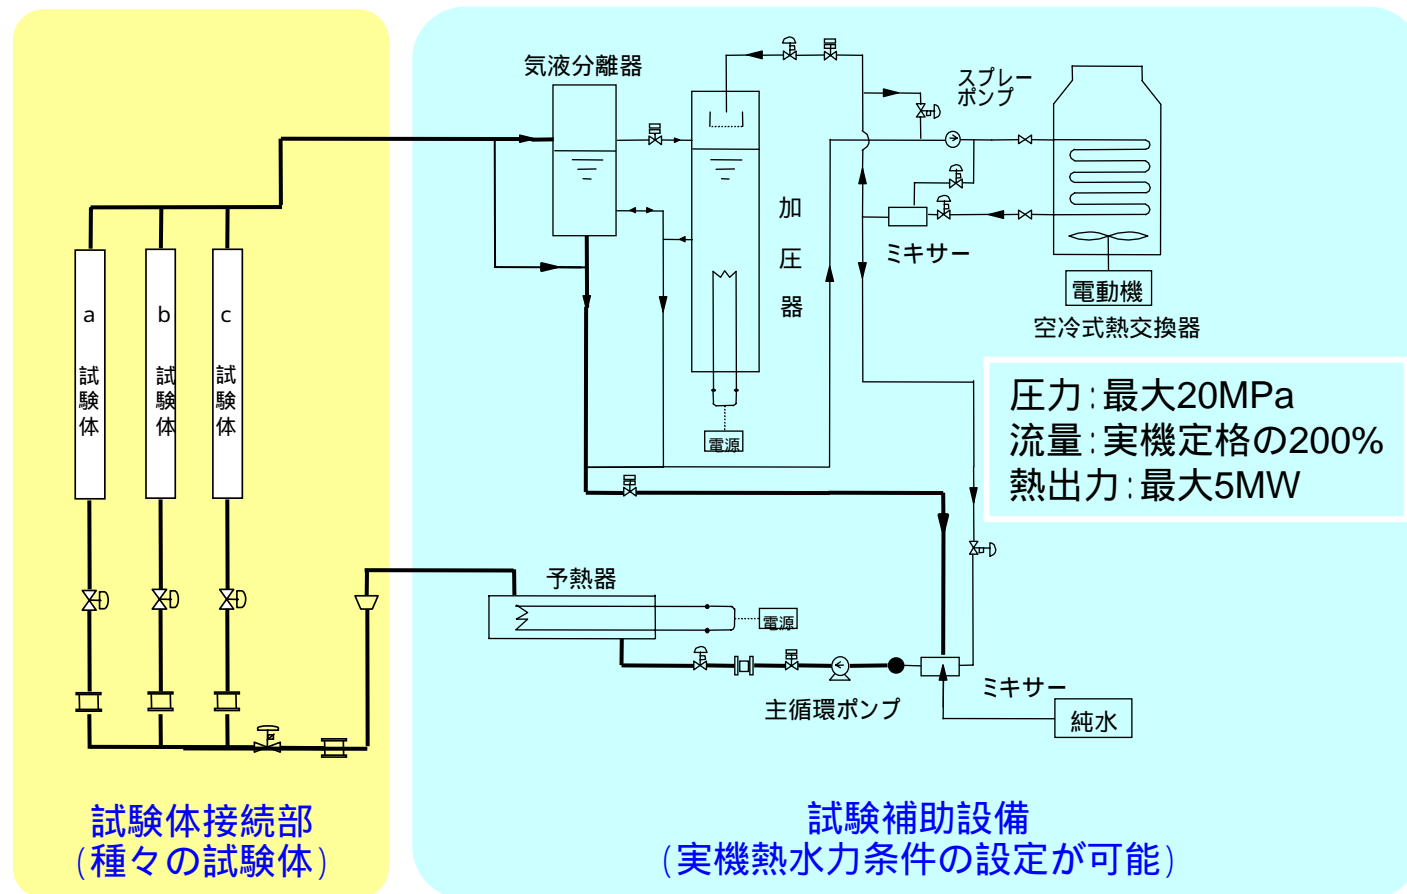 気液分離器
スプレー
ポンプ
加圧器
ミキサー
電動機
空冷式熱交換器
a 試験体
b 試験体
c 試験体
電源
圧力:最大20MPa
流量:実機定格の200%
熱出力:最大5MW
予熱器
電源
主循環ポンプ
ミキサー
純水
試験体接続部
(種々の試験体)
試験補助設備
(実機熱水力条件の設定が可能)